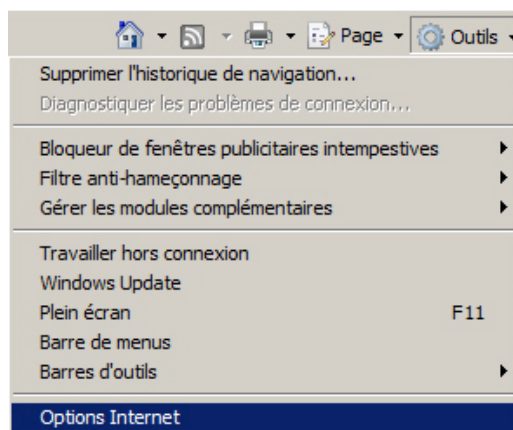 Page Outils
Supprimer l'historique de navigation...
Diagnostiquer les problèmes de connexion...
Bloqueur de fenêtres publicitaires intempestives
Filtre anti-hameçonnage
Gérer les modules complémentaires
Travailler hors connexion
Windows Update
Plein écran F11
Barre de menus
Barres d'outils
Options Internet